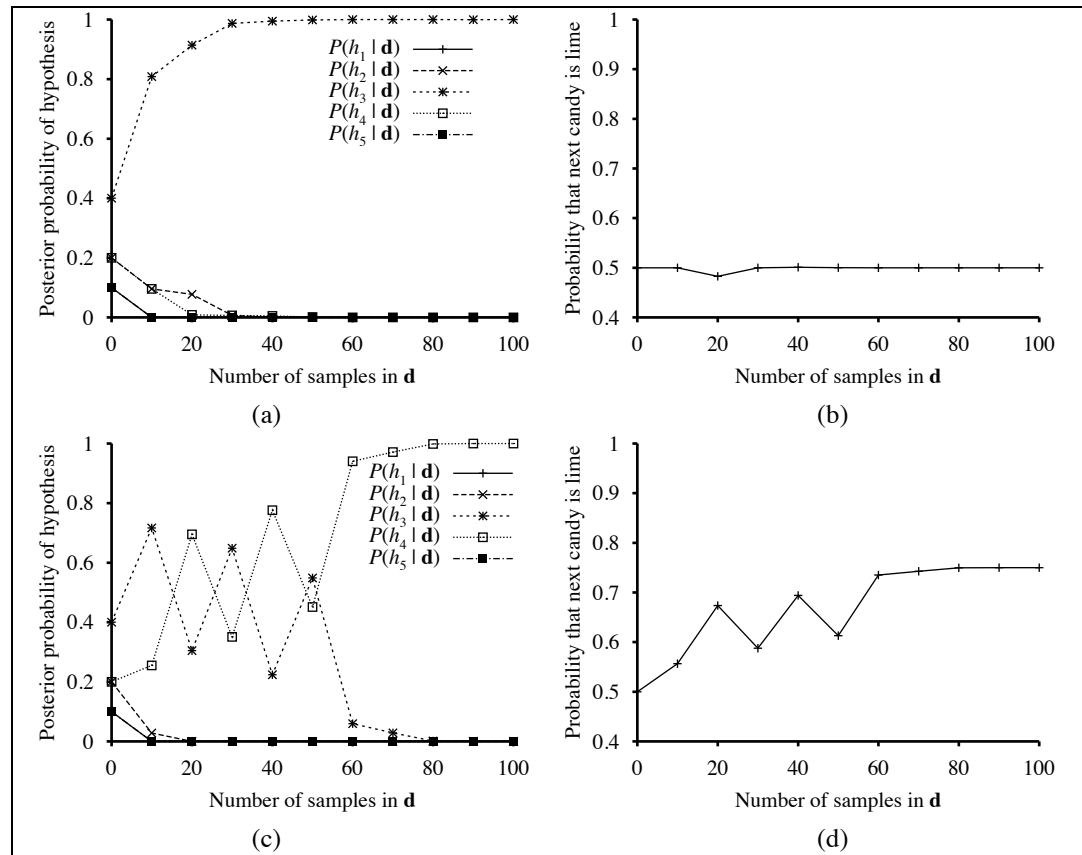 Posterior probability of hypothesis
1
0.8
0.6
0.4
0.2
0
P(h1 | d)
P(h2 | d)
P(h3 | d)
P(h4 | d)
P(h5 | d)
0 20 40 60 80 100
Number of samples in d
(a)
Probability that next candy is lime
1
0.9
0.8
0.7
0.6
0.5
0.4
0 20 40 60 80 100
Number of samples in d
(b)
Posterior probability of hypothesis
1
0.8
0.6
0.4
0.2
0
P(h1 | d)
P(h2 | d)
P(h3 | d)
P(h4 | d)
P(h5 | d)
0 20 40 60 80 100
Number of samples in d
(c)
Probability that next candy is lime
1
0.9
0.8
0.7
0.6
0.5
0.4
0 20 40 60 80 100
Number of samples in d
(d)